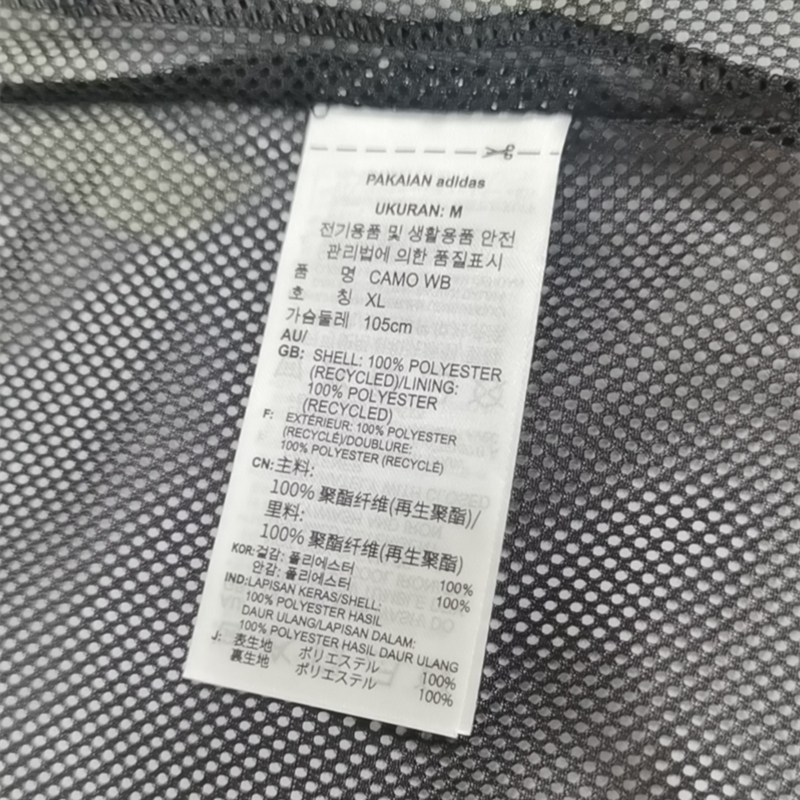 PAKAIAN adidas
UKURAN: M
전기용품 및 생활용품 안전
관리법에 의한 품질표시
품 명 CAMO WB
호 칭 XL
가슴둘레 105cm
AU/
GB: SHELL: 100% POLYESTER
(RECYCLED)/LINING:
100% POLYESTER
(RECYCLED)
F: EXTÉRIEUR: 100% POLYESTER
(RECYCLÉ)/DOUBLURE:
100% POLYESTER (RECYCLÉ)
CN: 主料:
100% 聚酯纤维(再生聚酯)/
里料:
100% 聚酯纤维(再生聚酯)
KOR: 겉감: 폴리에스터 100%
안감: 폴리에스터 100%
IND: LAPISAN KERAS/SHELL:
100% POLYESTER HASIL
DAUR ULANG/LAPISAN DALAM:
100% POLYESTER HASIL DAUR ULANG
J: 表生地 ポリエステル 100%
裏生地 ポリエステル 100%